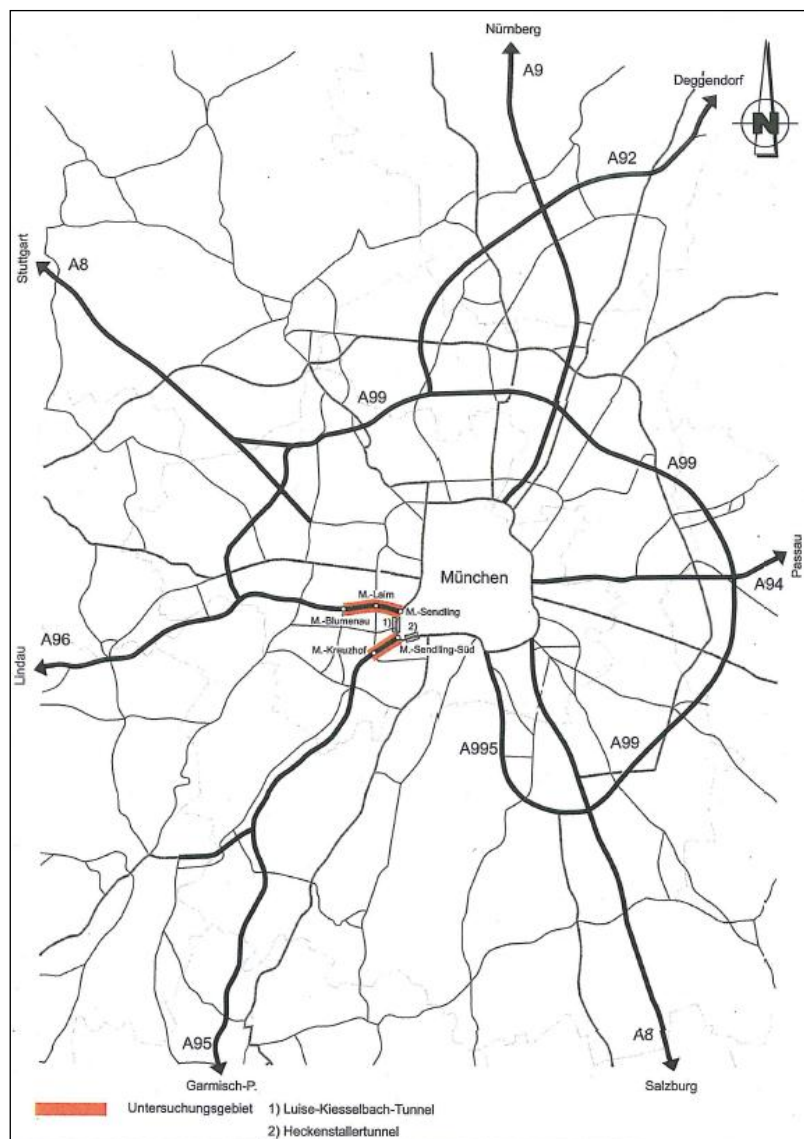 Nürnberg
A9
Deggendorf
N
A92
Stuttgart
A8
A99
A99
Passau
A94
München
M.-Laim
M.-Sendling
M.-Blumenau
1)
2)
A96
Lindau
M.-Kreuzhof
M.-Sendling-Süd
A995
A99
A95
A8
Garmisch-P.
Salzburg
Untersuchungsgebiet 1) Luise-Kiesselbach-Tunnel
2) Heckenstallertunnel